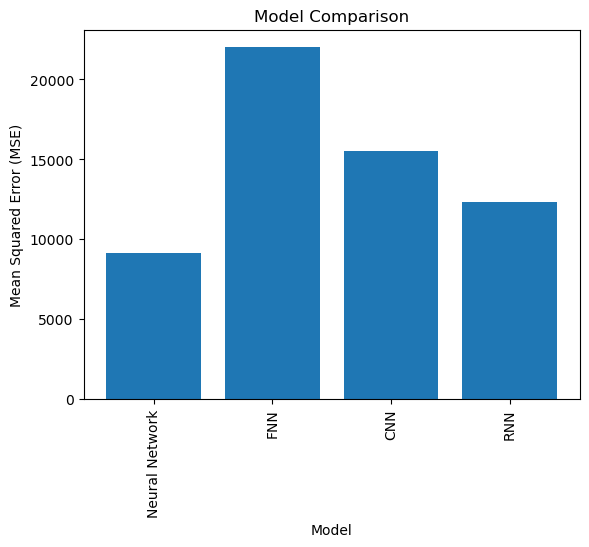 Model Comparison
Mean Squared Error (MSE)
20000
15000
10000
5000
0
Neural Network
FNN
CNN
RNN
Model